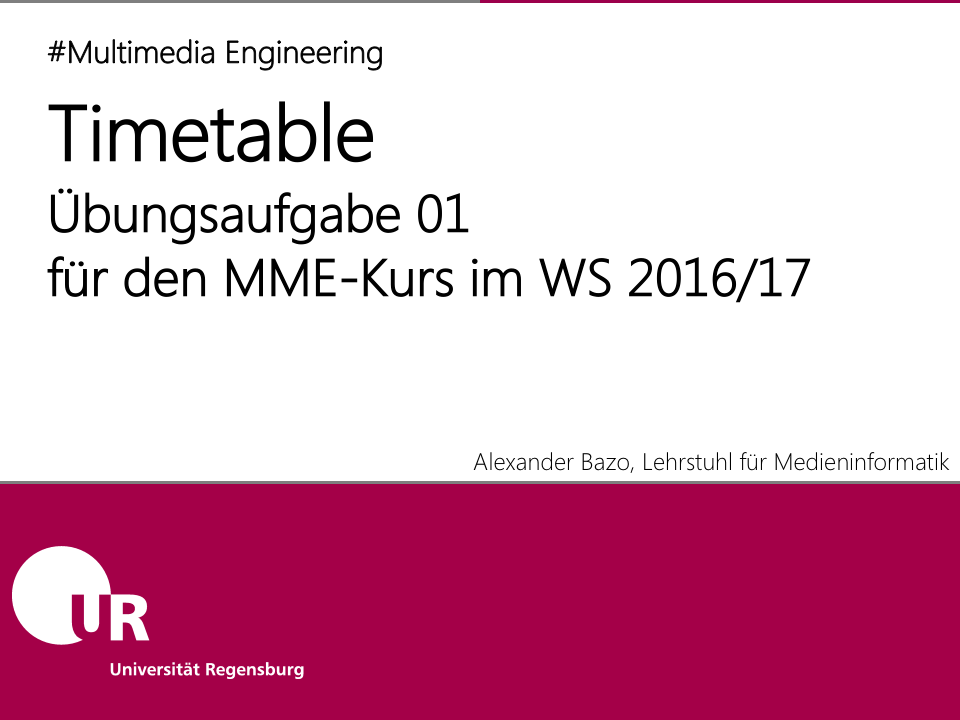 #Multimedia Engineering
Timetable
Übungsaufgabe 01
für den MME-Kurs im WS 2016/17
Alexander Bazo, Lehrstuhl für Medieninformatik
UR
Universität Regensburg